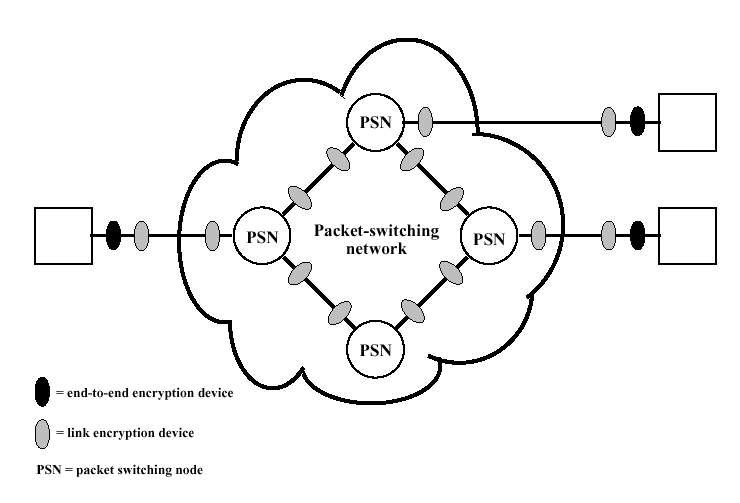 PSN
PSN
Packet-switching
network
PSN
PSN
= end-to-end encryption device
= link encryption device
PSN = packet switching node